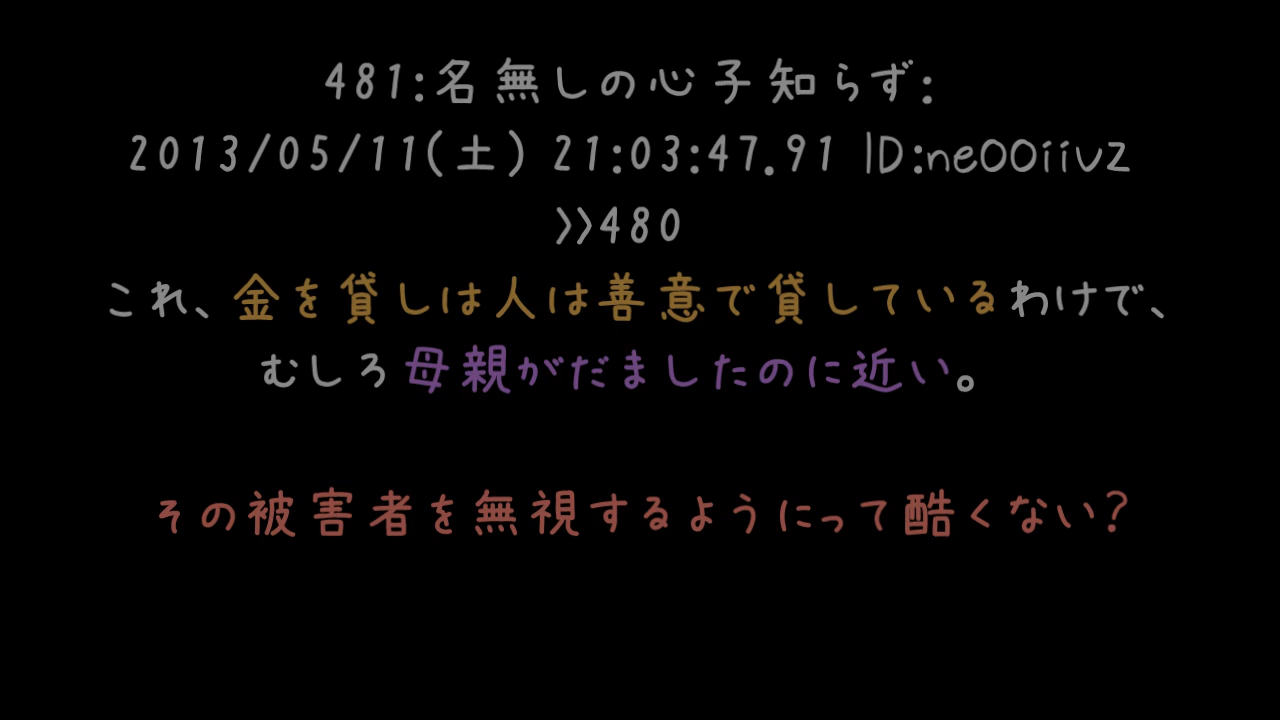 481:名無しの心子知らず:
2013/05/11(土) 21:03:47.91 ID:ne00iivz
>>480
これ、金を貸しは人は善意で貸しているわけで、
むしろ母親がだましたのに近い。
その被害者を無視するようにって酷くない?